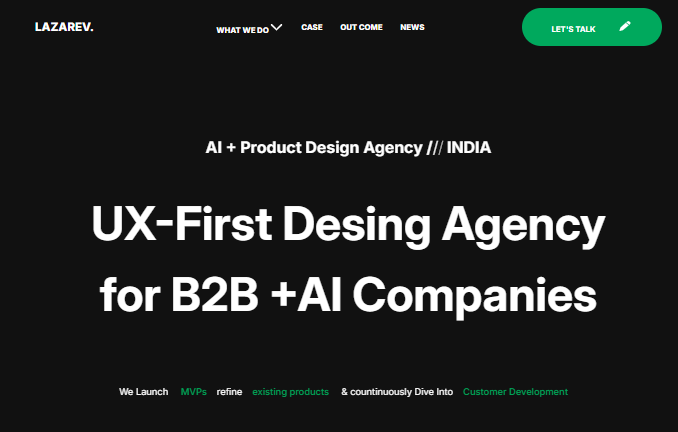 LAZAREV.
WHAT WE DO CASE OUT COME NEWS
LET'S TALK
AI + Product Design Agency /// INDIA
UX-First Desing Agency
for B2B +AI Companies
We Launch MVPs refine existing products & countinuously Dive Into Customer Development